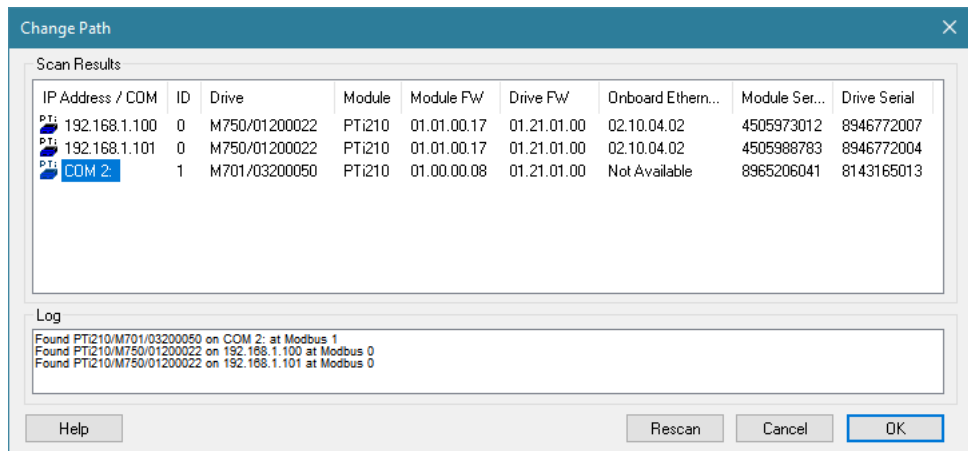 Change Path
Scan Results
IP Address / COM ID Drive Module Module FW Drive FW Onboard Ethern... Module Ser... Drive Serial
PTi 192.168.1.100 0 M750/01200022 PTi210 01.01.00.17 01.21.01.00 02.10.04.02 4505973012 8946772007
PTi 192.168.1.101 0 M750/01200022 PTi210 01.01.00.17 01.21.01.00 02.10.04.02 4505988783 8946772004
PTi COM 2: 1 M701/03200050 PTi210 01.00.00.08 01.21.01.00 Not Available 8965206041 8143165013
Log
Found PTi210/M701/03200050 on COM 2: at Modbus 1
Found PTi210/M750/01200022 on 192.168.1.100 at Modbus 0
Found PTi210/M750/01200022 on 192.168.1.101 at Modbus 0
Help Rescan Cancel OK